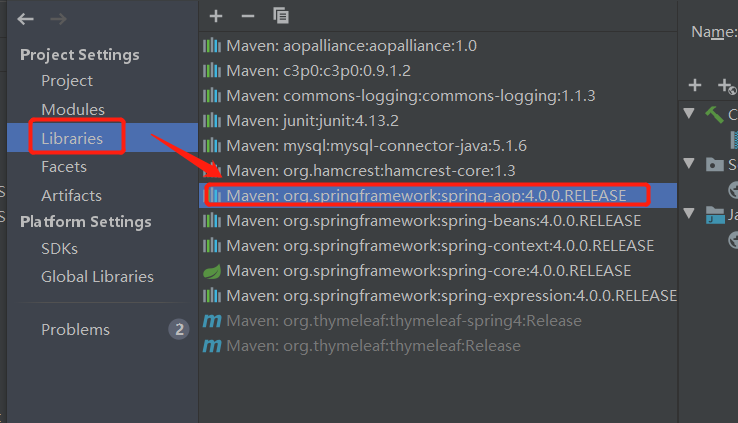 Project Settings
Project
Modules
Libraries
Facets
Artifacts
Platform Settings
SDKs
Global Libraries
Problems
2
Maven: aopalliance:aopalliance:1.0
Maven: c3p0:c3p0:0.9.1.2
Maven: commons-logging:commons-logging:1.1.3
Maven: junit:junit:4.13.2
Maven: mysql:mysql-connector-java:5.1.6
Maven: org.hamcrest:hamcrest-core:1.3
Maven: org.springframework:spring-aop:4.0.0.RELEASE
Maven: org.springframework:spring-beans:4.0.0.RELEASE
Maven: org.springframework:spring-context:4.0.0.RELEASE
Maven: org.springframework:spring-core:4.0.0.RELEASE
Maven: org.springframework:spring-expression:4.0.0.RELEASE
Maven: org.thymeleaf:thymeleaf-spring4:Release
Maven: org.thymeleaf:thymeleaf:Release
Name: